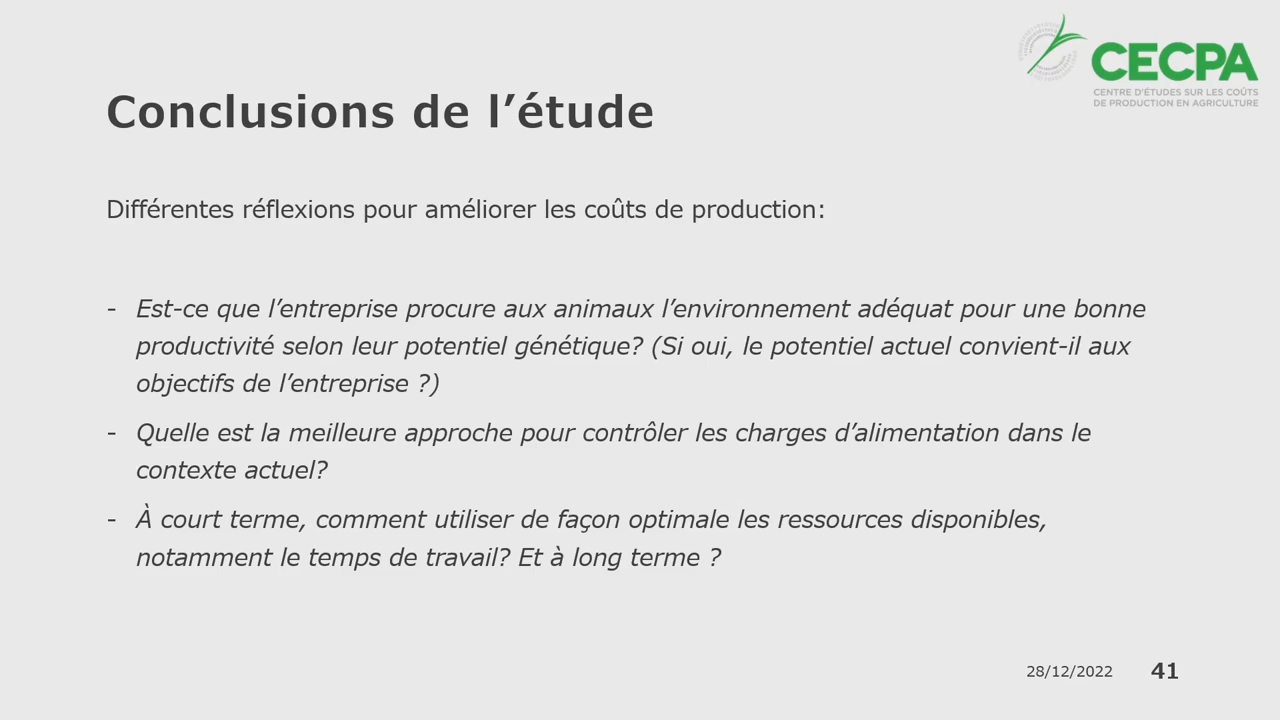 CECPA
CENTRE D'ÉTUDES SUR LES COÛTS
DE PRODUCTION EN AGRICULTURE
Conclusions de l’étude
Différentes réflexions pour améliorer les coûts de production:
- Est-ce que l’entreprise procure aux animaux l’environnement adéquat pour une bonne
productivité selon leur potentiel génétique? (Si oui, le potentiel actuel convient-il aux
objectifs de l’entreprise ?)
- Quelle est la meilleure approche pour contrôler les charges d’alimentation dans le
contexte actuel?
- À court terme, comment utiliser de façon optimale les ressources disponibles,
notamment le temps de travail? Et à long terme ?
28/12/2022 41